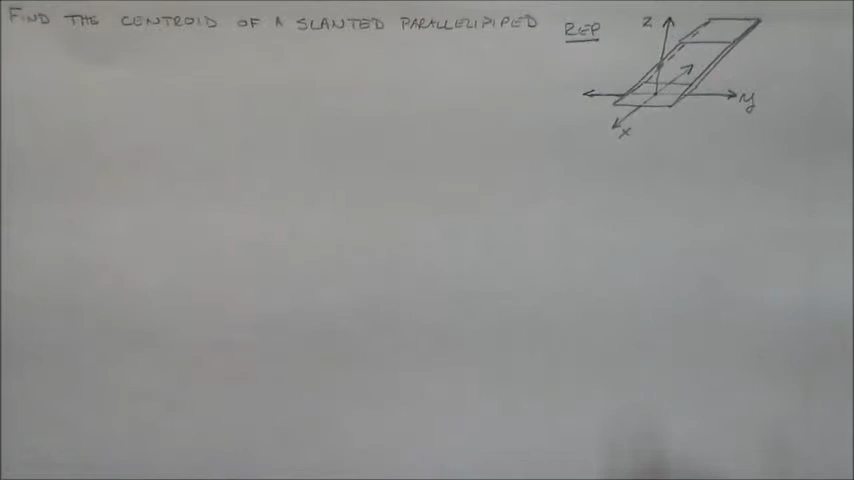 FIND THE CENTROID OF A SLANTED PARALLELIPIPED
REP
Z
y
x